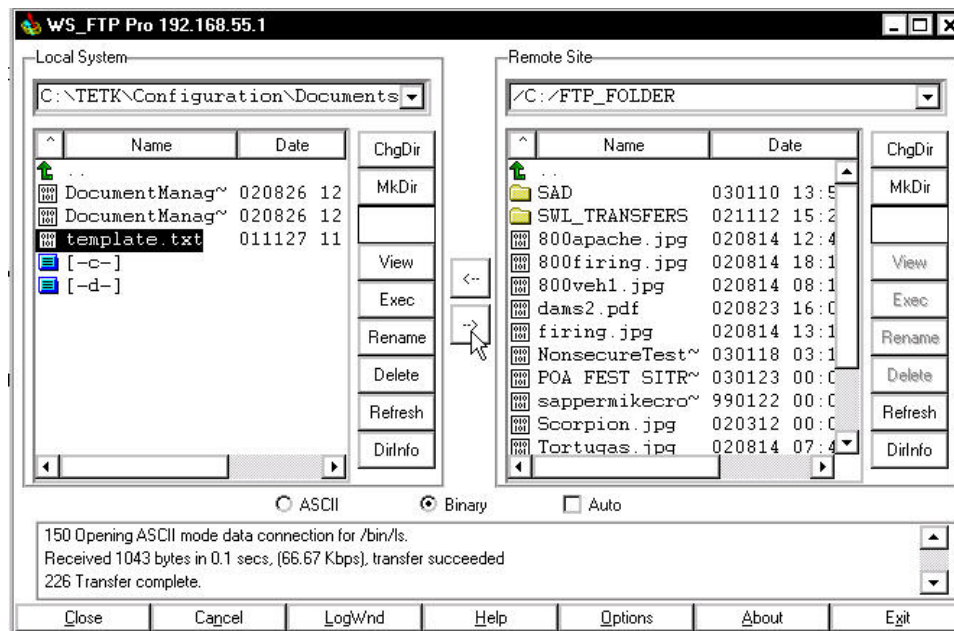 WS_FTP Pro 192.168.55.1
Local System
C:\TETK\Configuration\Documents
^ Name Date
..
DocumentManag~ 020826 12
DocumentManag~ 020826 12
template.txt 011127 11
[-c-]
[-d-]
ChgDir
MkDir
View
Exec
Rename
Delete
Refresh
DirInfo
<--
-->
Remote Site
/C:/FTP_FOLDER
^ Name Date
..
SAD 030110 13:5
SWL_TRANSFERS 021112 15:2
800apache.jpg 020814 12:4
800firing.jpg 020814 18:1
800veh1.jpg 020814 08:1
dams2.pdf 020823 16:0
firing.jpg 020814 13:1
NonsecureTest~ 030118 03:1
POA FEST SITR~ 030123 00:0
sappermikecro~ 990122 00:0
Scorpion.jpg 020312 00:0
Tortugas.jpg 020814 07:4
ChgDir
MkDir
View
Exec
Rename
Delete
Refresh
DirInfo
ASCII Binary Auto
150 Opening ASCII mode data connection for /bin/ls.
Received 1043 bytes in 0.1 secs, (66.67 Kbps), transfer succeeded
226 Transfer complete.
Close Cancel LogWnd Help Options About Exit